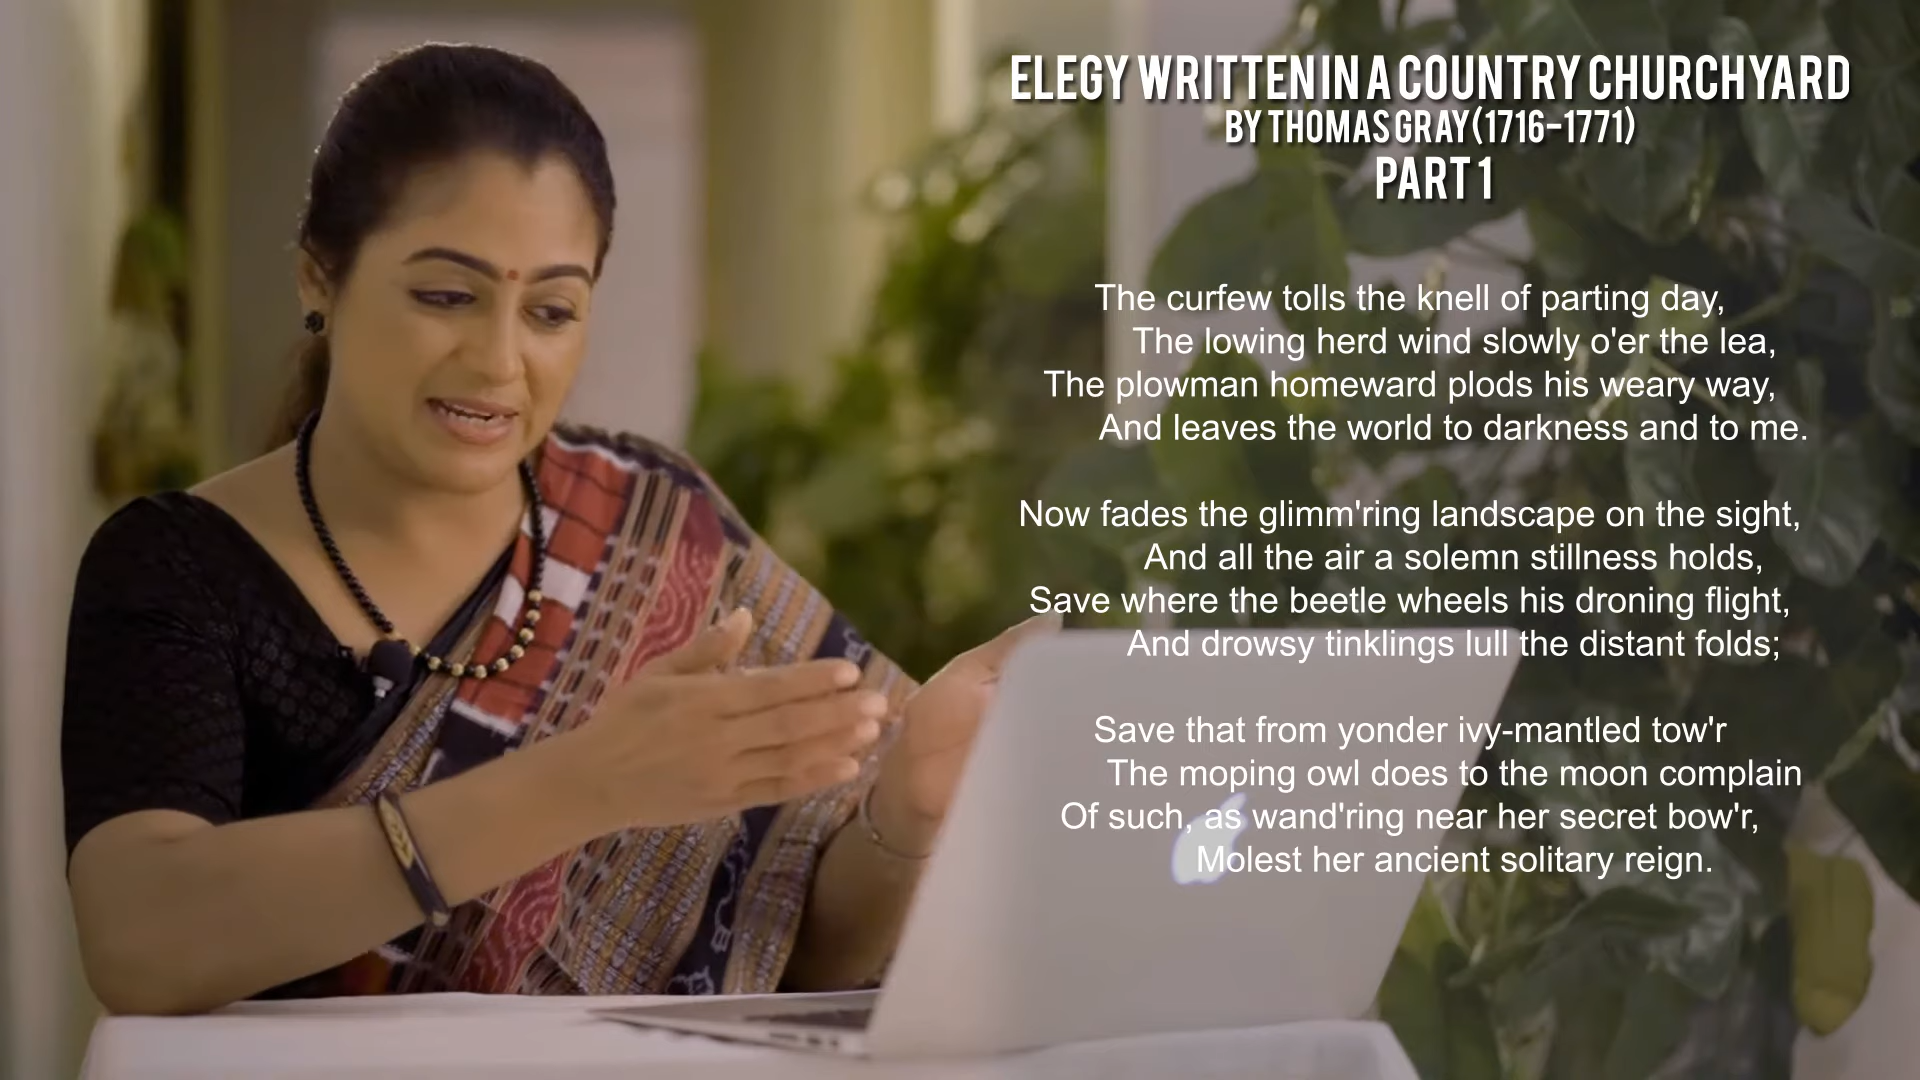 ELEGY WRITTEN IN A COUNTRY CHURCHYARD
BY THOMAS GRAY (1716-1771)
PART 1
The curfew tolls the knell of parting day,
The lowing herd wind slowly o'er the lea,
The plowman homeward plods his weary way,
And leaves the world to darkness and to me.
Now fades the glimm'ring landscape on the sight,
And all the air a solemn stillness holds,
Save where the beetle wheels his droning flight,
And drowsy tinklings lull the distant folds;
Save that from yonder ivy-mantled tow'r
The moping owl does to the moon complain
Of such, as wand'ring near her secret bow'r,
Molest her ancient solitary reign.